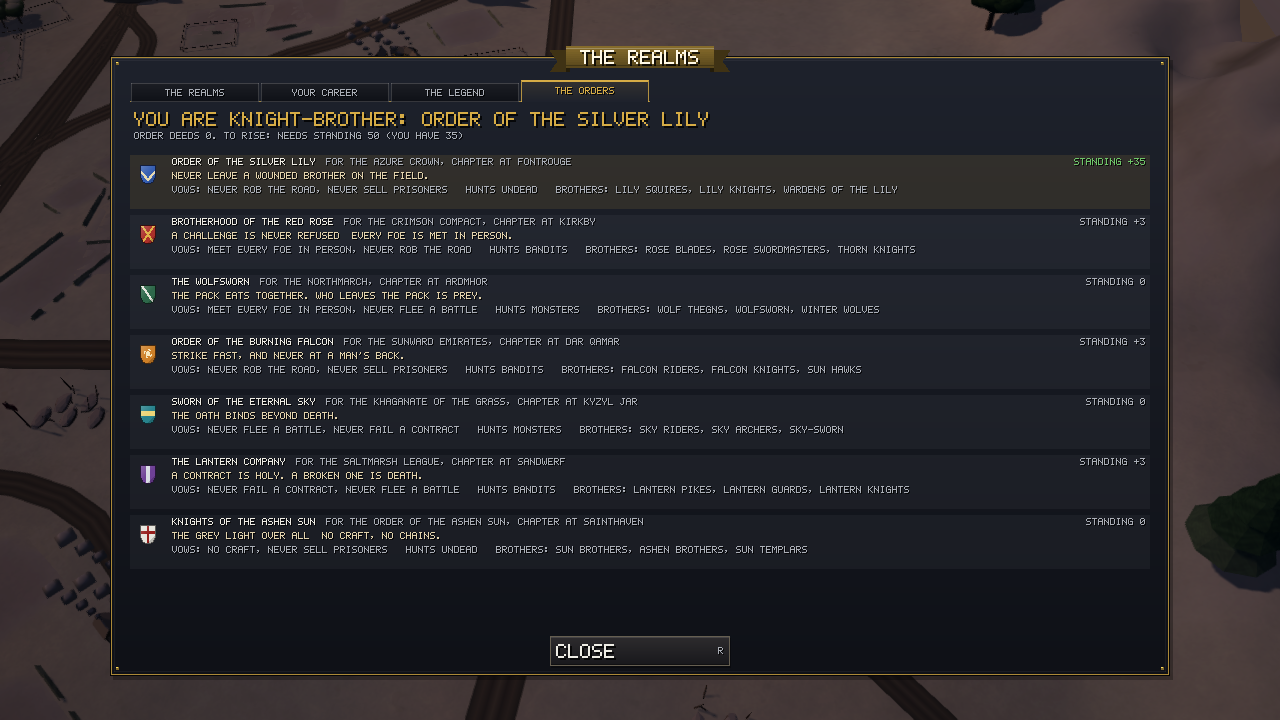 THE REALMS
THE REALMS YOUR CAREER THE LEGEND THE ORDERS
YOU ARE KNIGHT-BROTHER: ORDER OF THE SILVER LILY
ORDER DEEDS 0. TO RISE: NEEDS STANDING 50 (YOU HAVE 35)
ORDER OF THE SILVER LILY FOR THE AZURE CROWN, CHAPTER AT FONTROUGE STANDING +35
NEVER LEAVE A WOUNDED BROTHER ON THE FIELD.
VOWS: NEVER ROB THE ROAD, NEVER SELL PRISONERS HUNTS UNDEAD BROTHERS: LILY SQUIRES, LILY KNIGHTS, WARDENS OF THE LILY
BROTHERHOOD OF THE RED ROSE FOR THE CRIMSON COMPACT, CHAPTER AT KIRKBY STANDING +3
A CHALLENGE IS NEVER REFUSED EVERY FOE IS MET IN PERSON.
VOWS: MEET EVERY FOE IN PERSON, NEVER ROB THE ROAD HUNTS BANDITS BROTHERS: ROSE BLADES, ROSE SWORDMASTERS, THORN KNIGHTS
THE WOLFSWORN FOR THE NORTHMARCH, CHAPTER AT ARDMHOR STANDING 0
THE PACK EATS TOGETHER. WHO LEAVES THE PACK IS PREY.
VOWS: MEET EVERY FOE IN PERSON, NEVER FLEE A BATTLE HUNTS MONSTERS BROTHERS: WOLF THEGNS, WOLFSWORN, WINTER WOLVES
ORDER OF THE BURNING FALCON FOR THE SUNWARD EMIRATES, CHAPTER AT DAR QAMAR STANDING +3
STRIKE FAST, AND NEVER AT A MAN'S BACK.
VOWS: NEVER ROB THE ROAD, NEVER SELL PRISONERS HUNTS BANDITS BROTHERS: FALCON RIDERS, FALCON KNIGHTS, SUN HAWKS
SWORN OF THE ETERNAL SKY FOR THE KHAGANATE OF THE GRASS, CHAPTER AT KYZYL JAR STANDING 0
THE OATH BINDS BEYOND DEATH.
VOWS: NEVER FLEE A BATTLE, NEVER FAIL A CONTRACT HUNTS MONSTERS BROTHERS: SKY RIDERS, SKY ARCHERS, SKY-SWORN
THE LANTERN COMPANY FOR THE SALTMARSH LEAGUE, CHAPTER AT SANDWERF STANDING +3
A CONTRACT IS HOLY. A BROKEN ONE IS DEATH.
VOWS: NEVER FAIL A CONTRACT, NEVER FLEE A BATTLE HUNTS BANDITS BROTHERS: LANTERN PIKES, LANTERN GUARDS, LANTERN KNIGHTS
KNIGHTS OF THE ASHEN SUN FOR THE ORDER OF THE ASHEN SUN, CHAPTER AT SAINTHAVEN STANDING 0
THE GREY LIGHT OVER ALL NO CRAFT, NO CHAINS.
VOWS: NO CRAFT, NEVER SELL PRISONERS HUNTS UNDEAD BROTHERS: SUN BROTHERS, ASHEN BROTHERS, SUN TEMPLARS
CLOSE R